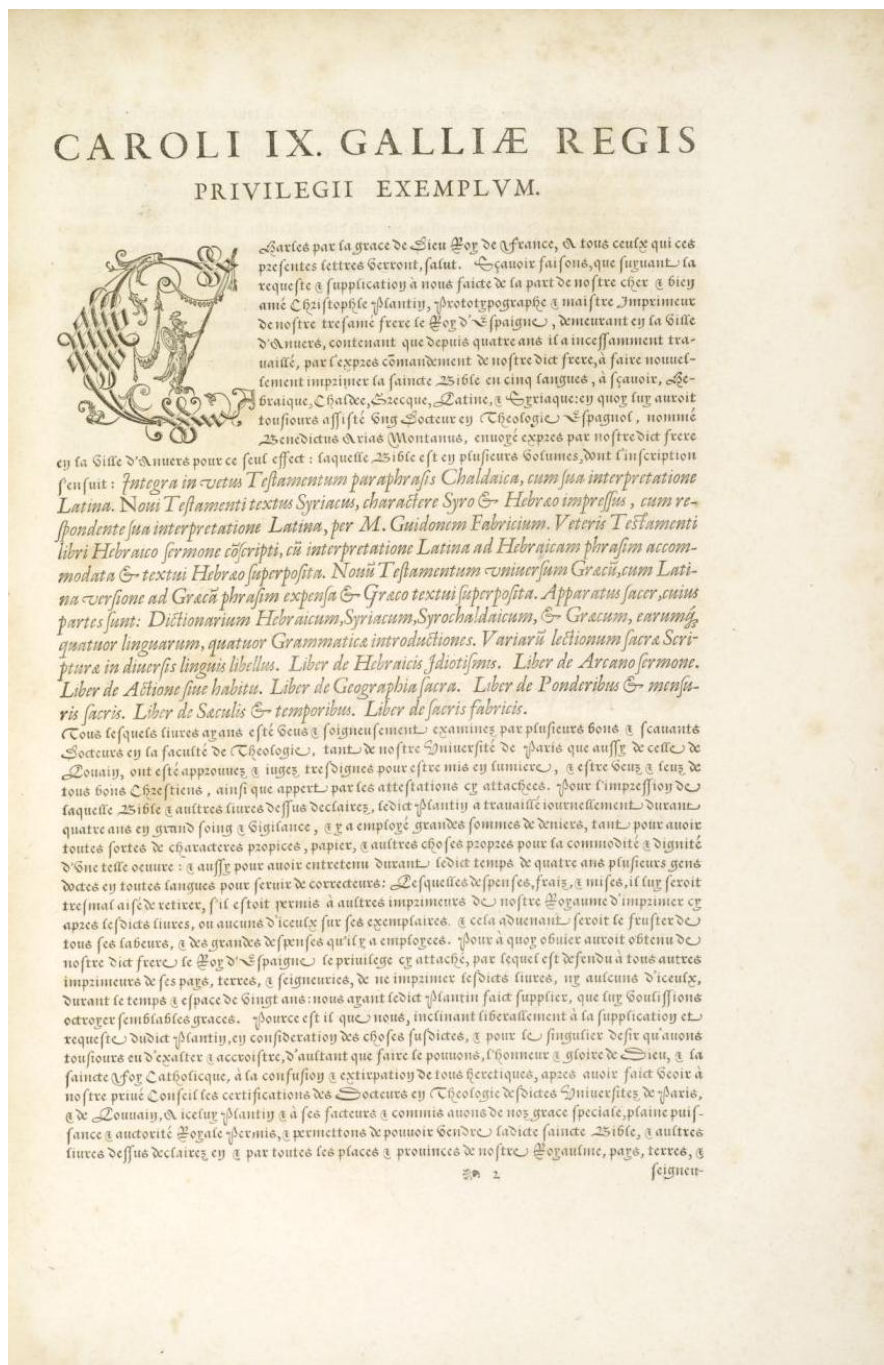 CAROLI IX. GALLIÆ REGIS
PRIVILEGII EXEMPLVM.
Charles par la grace de Dieu Roy de France, A tous ceulx qui ces
presentes lettres verront, salut. Sçauoir faisons, que suyuant la
requeste & supplication à nous faicte de la part de nostre cher & bien
amé Christophle Plantin, Prototypographe & maistre Imprimeur
de nostre tresamé frere le Roy d'Espaigne, demeurant en la Ville
d'Anuers, contenant que depuis quatre ans il a incessamment tra-
uaillé, par l'expres cōmandement de nostre dict frere, à faire nouuel-
lement imprimer la saincte Bible en cinq langues, à sçauoir, He-
braique, Chaldee, Grecque, Latine, & Syriaque: en quoy luy auroit
tousiours assisté vng Docteur en Theologie Espagnol, nommé
Benedictus Arias Montanus, enuoyé expres par nostre dict frere
en la Ville d'Anuers pour ce seul effect: laquelle Bible est en plusieurs volumes, dont l'inscription
s'ensuit: Integra in vetus Testamentum paraphrasis Chaldaica, cum sua interpretatione
Latina. Noui Testamenti textus Syriacus, charactere Syro & Hebræo impressus, cum re-
spondente sua interpretatione Latina, per M. Guidonem Fabricium. Veteris Testamenti
libri Hebraico sermone cōscripti, cū interpretatione Latina ad Hebraicam phrasim accom-
modata & textui Hebræo superposita. Nouū Testamentum vniuersum Græcū, cum Lati-
na versione ad Græcā phrasim expensa & Græco textui superposita. Apparatus sacer, cuius
partes sunt: Dictionarium Hebraicum, Syriacum, Syrochaldaicum, & Græcum, earumq́
quatuor linguarum, quatuor Grammaticæ introductiones. Variarū lectionum sacræ Scri-
pturæ in diuersis linguis libellus. Liber de Hebraicis Idiotismis. Liber de Arcano sermone.
Liber de Actione siue habitu. Liber de Geographia sacra. Liber de Ponderibus & mensu-
ris sacris. Liber de Sæculis & temporibus. Liber de sacris fabricis.
Tous lesquels liures ayans esté veus & soigneusement examinez par plusieurs bons & scauants
Docteurs en la faculté de Theologie, tant de nostre Vniuersité de Paris que aussy de celle de
Louain, ont esté approuuez & iugez tresdignes pour estre mis en lumiere, & estre veuz & leuz de
tous bons Chrestiens, ainsi que appert par les attestations cy attachees. Pour l'impression de
laquelle Bible & aultres liures dessus declairez, ledict Plantin a trauaillé iournellement durant
quatre ans en grand soing & vigilance, & y a employé grandes sommes de deniers, tant pour auoir
toutes sortes de characteres propices, papier, & aultres choses propres pour la commodité & dignité
d'vne telle oeuure: & aussy pour auoir entretenu durant ledict temps de quatre ans plusieurs gens
doctes en toutes langues pour seruir de correcteurs: Lesquelles despenses, fraiz, & mises, il luy seroit
tresmal aisé de retirer, s'il estoit permis à aultres imprimeurs de nostre Royaume d'imprimer cy
apres lesdicts liures, ou aucuns d'iceulx sur ses exemplaires. & cela aduenant seroit le fruster de
tous ses labeurs, & des grandes despenses qu'il y a employees. Pour à quoy obuier auroit obtenu de
nostre dict frere le Roy d'Espaigne le priuilege cy attaché, par lequel est defendu à tous autres
imprimeurs de ses pays, terres, & seigneuries, de ne imprimer lesdicts liures, ny aulcuns d'iceulx,
durant le temps & espace de vingt ans: nous ayant ledict Plantin faict supplier, que luy voulissions
octroyer semblables graces. Pource est il que nous, inclinant liberallement à la supplication et
requeste dudict Plantin, en consideration des choses susdictes, & pour le singulier desir qu'auons
tousiours eu d'exalter & accroistre, d'aultant que faire le pouuons, l'honneur & gloire de Dieu, & la
saincte Foy Catholicque, à la confusion & extirpation de tous heretiques, apres auoir faict veoir à
nostre priué Conseil les certifications des Docteurs en Theologie desdictes Vniuersitez de Paris,
& de Louuain, A icelux Plantin & à ses facteurs & commis auons de noz grace speciale, plaine puis-
sance & auctorité Royale Permis, & permettons de pouuoir vendre ladicte saincte Bible, & aultres
liures dessus declairez en & par toutes les places & prouinces de nostre Royaulme, pays, terres, &
2 seigneu-